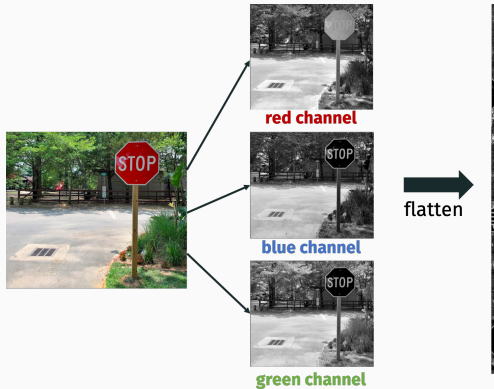 STOP
red channel
STOP
STOP
blue channel
flatten
STOP
green channel